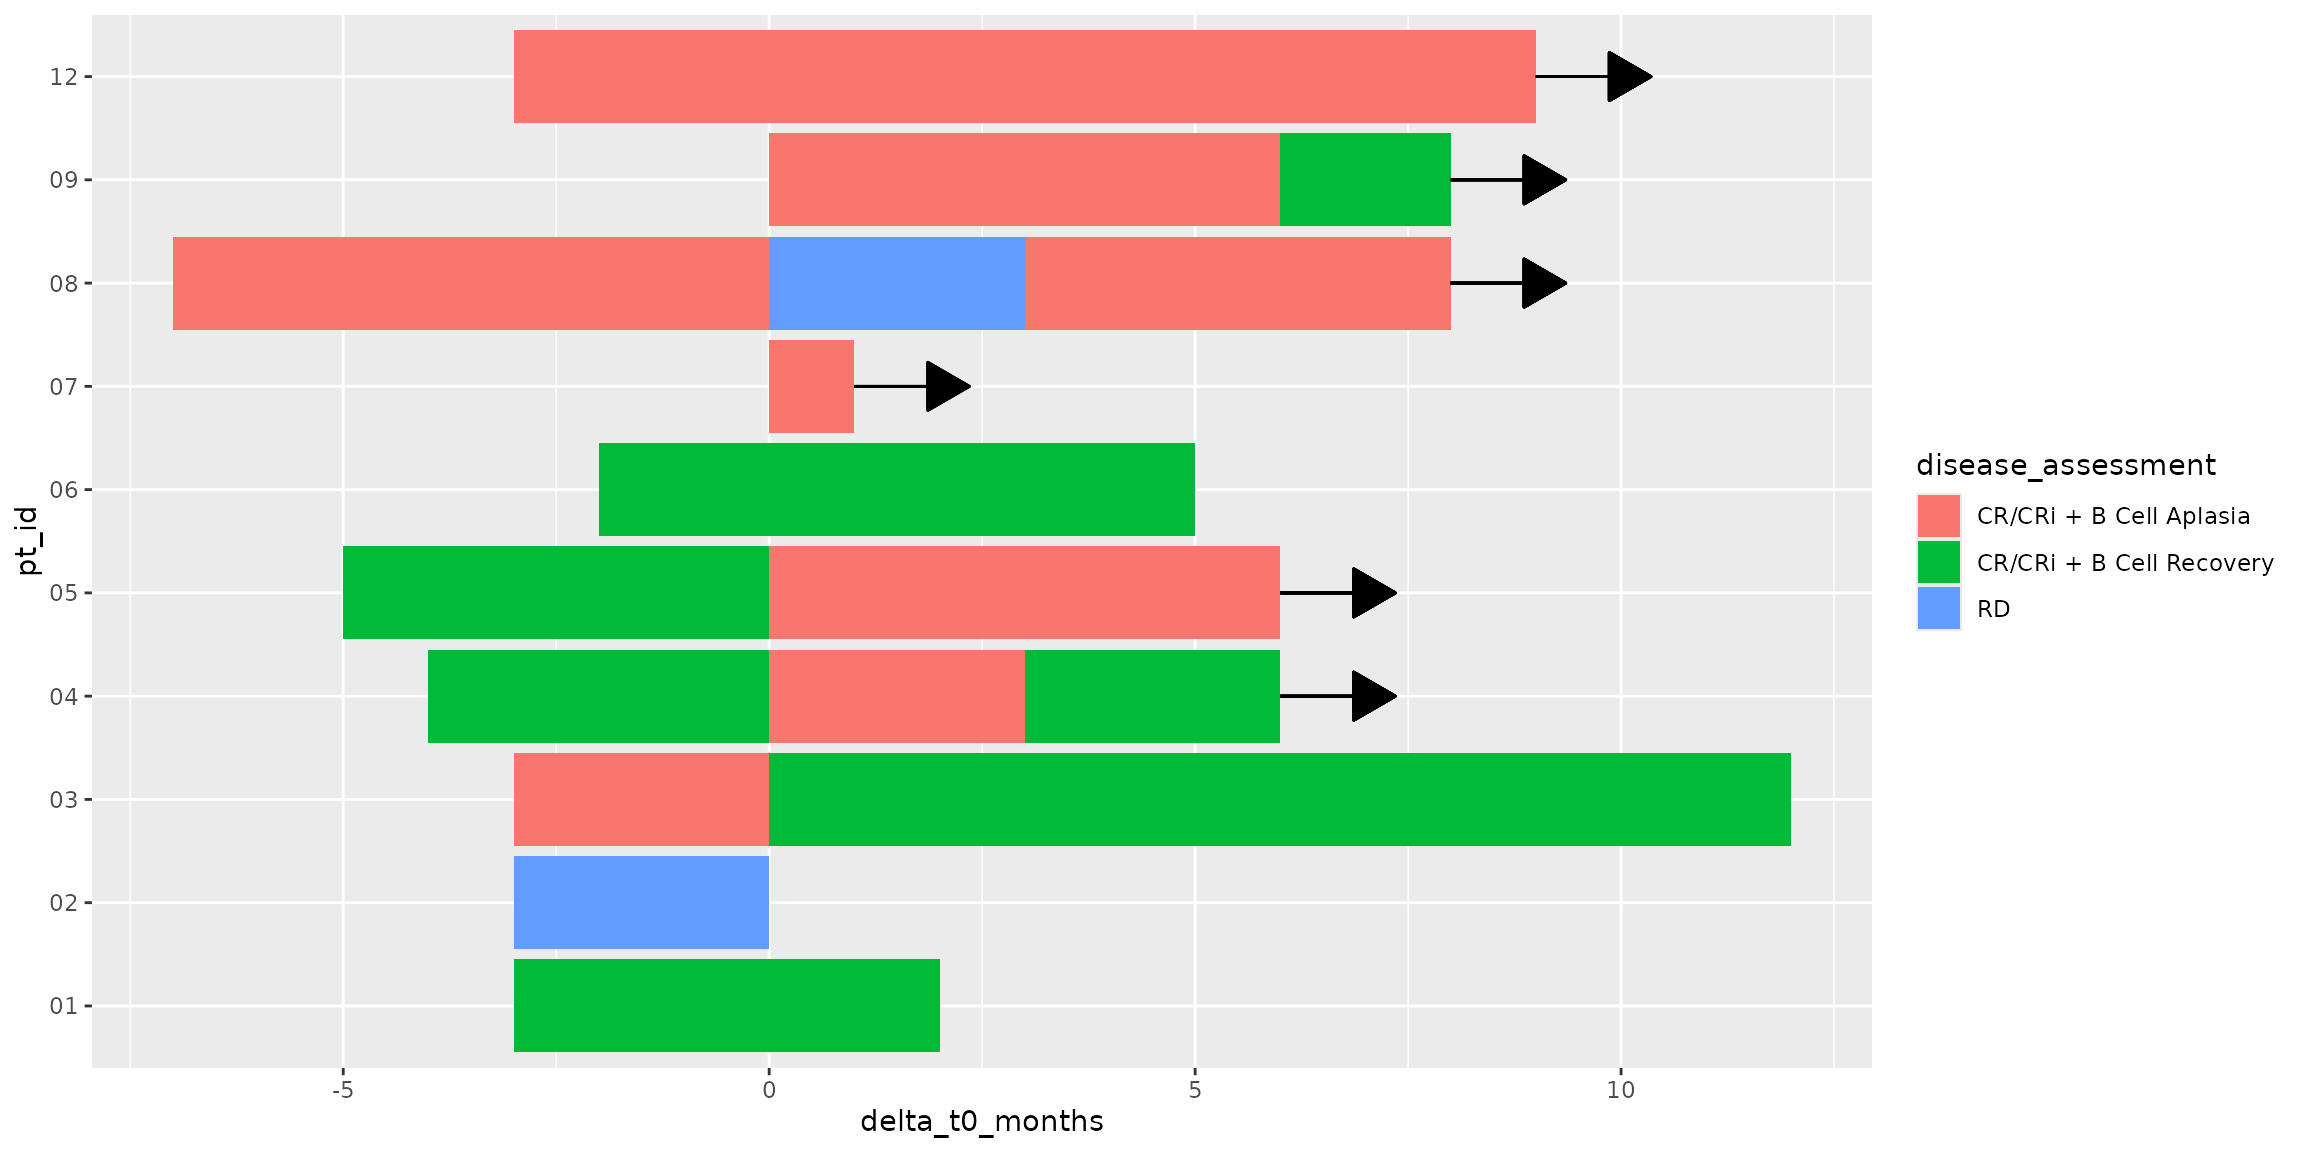 12
09
08
07
06
05
04
03
02
01
pt_id
-5 0 5 10
delta_t0_months
disease_assessment
CR/CRi + B Cell Aplasia
CR/CRi + B Cell Recovery
RD